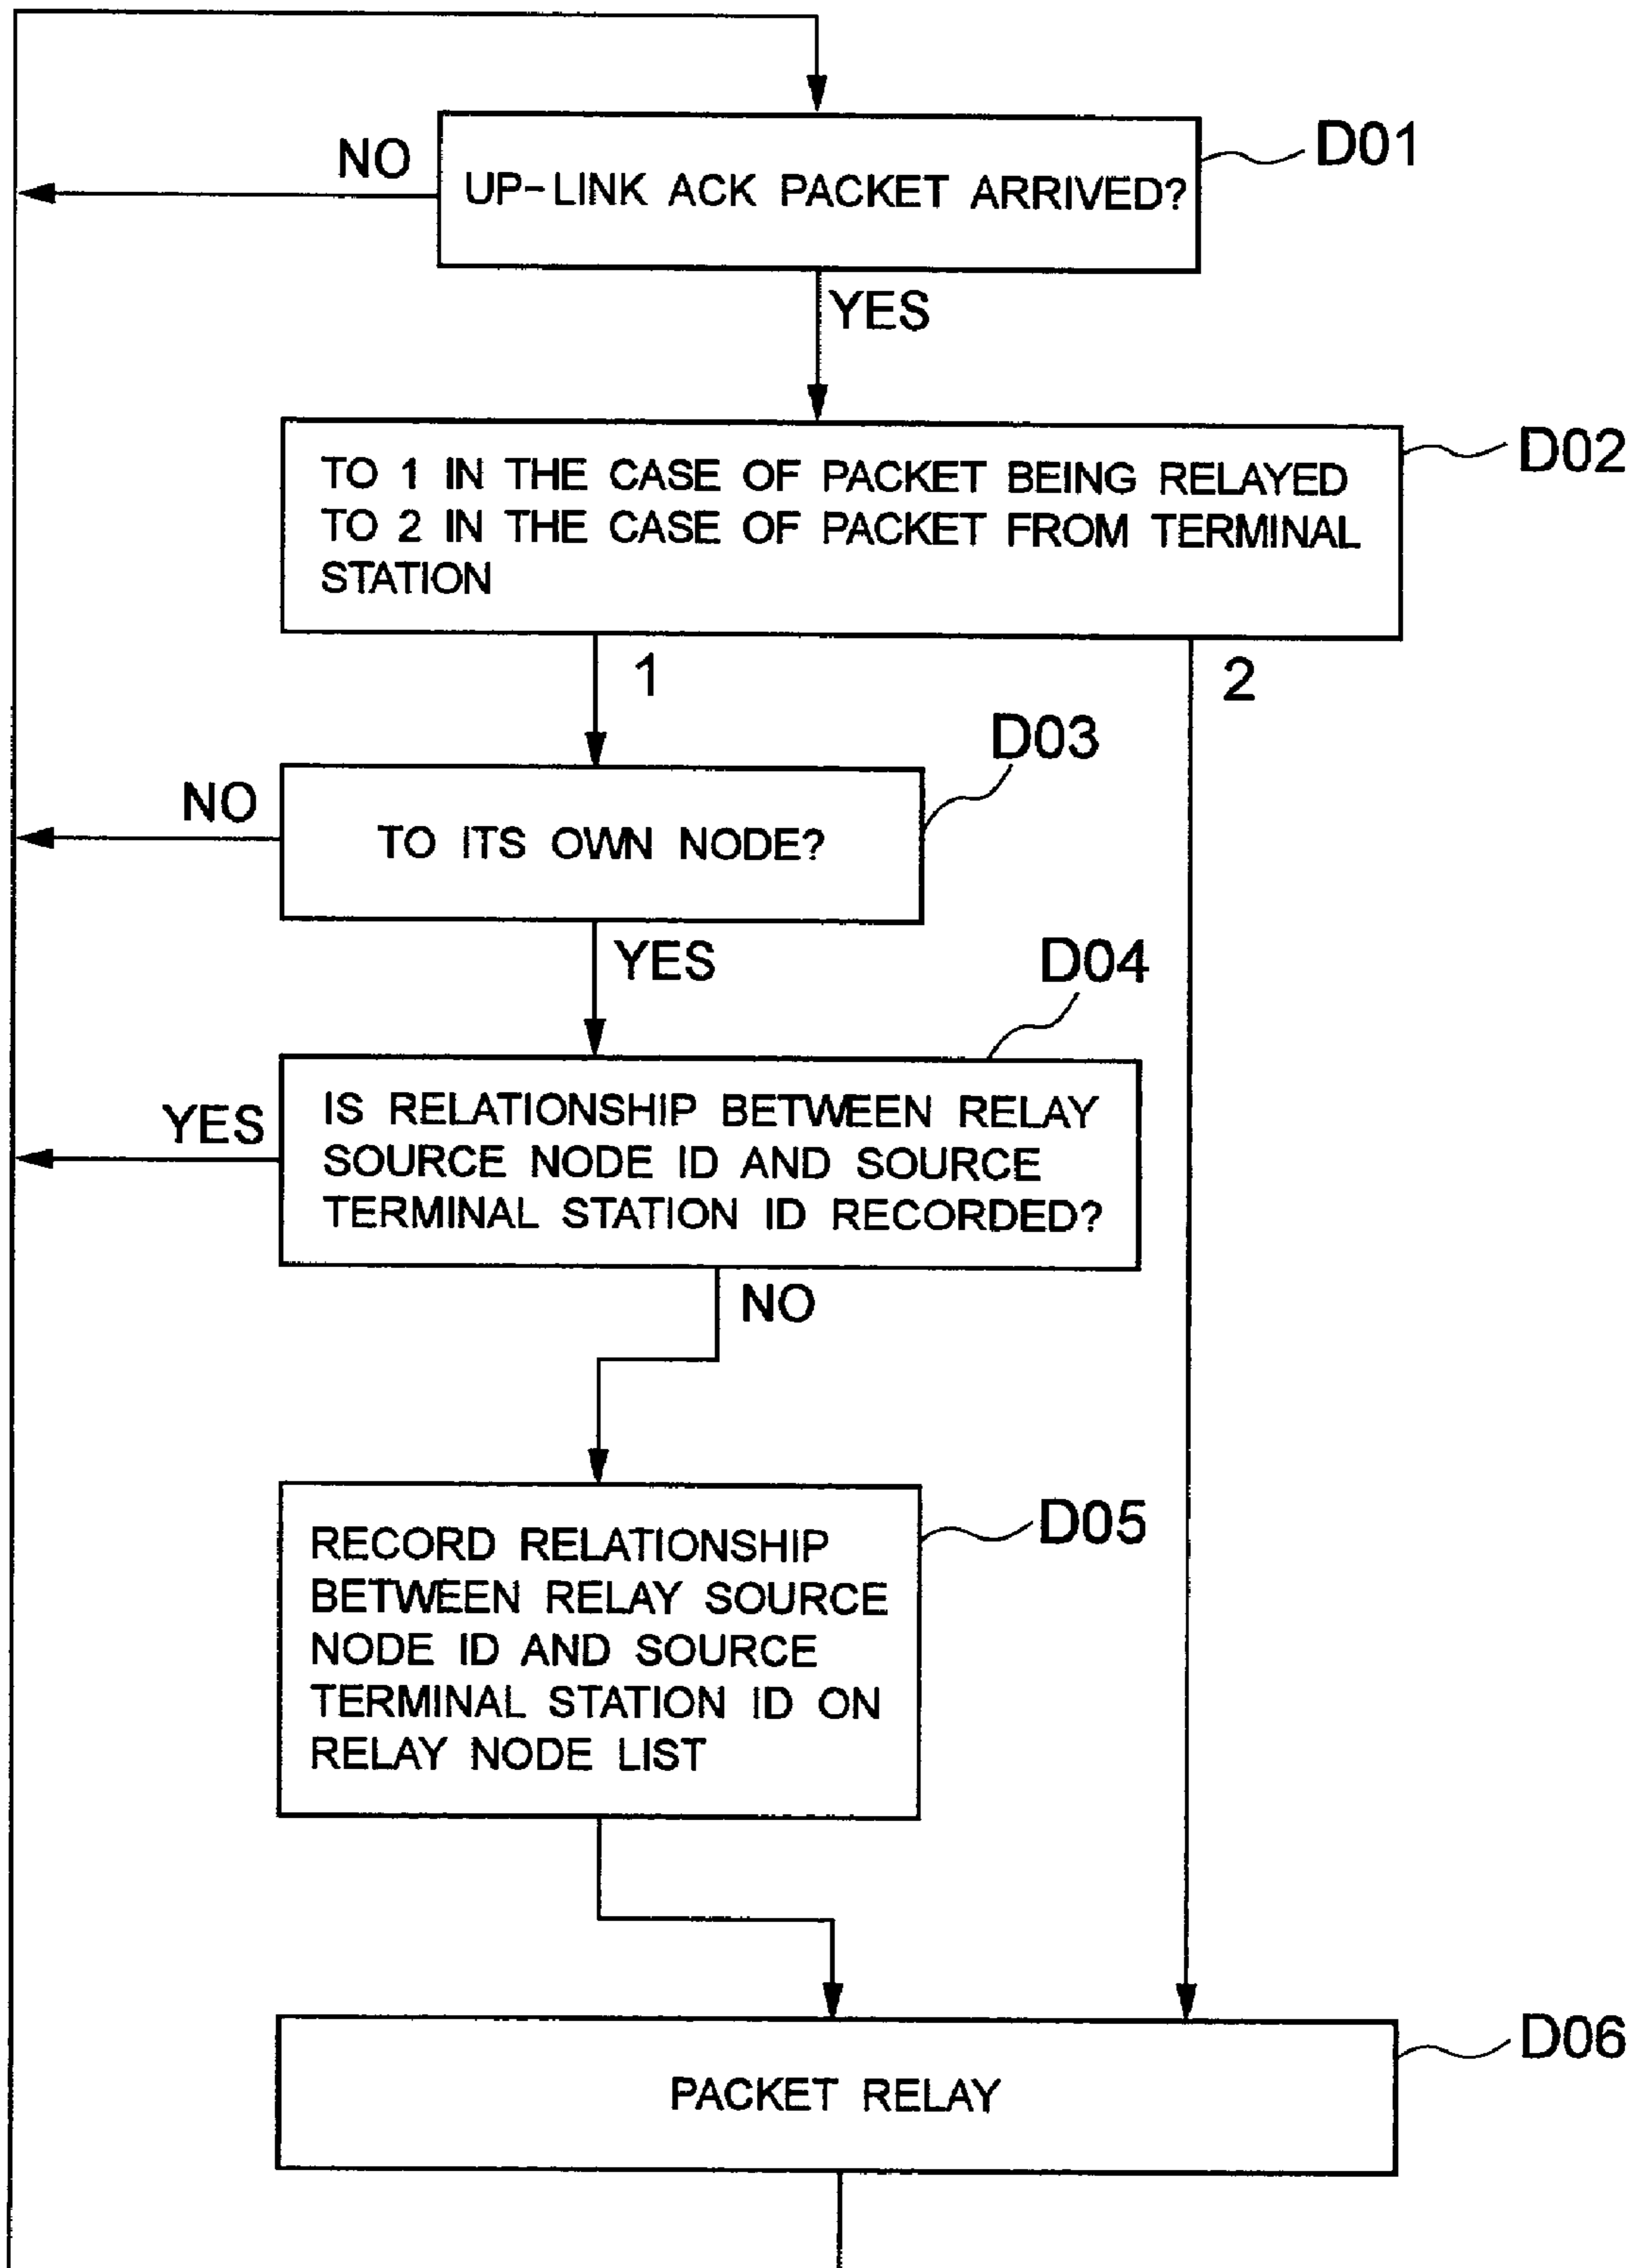 NO
UP-LINK ACK PACKET ARRIVED?
D01
YES
TO 1 IN THE CASE OF PACKET BEING RELAYED
TO 2 IN THE CASE OF PACKET FROM TERMINAL
STATION
D02
1
2
D03
NO
TO ITS OWN NODE?
YES
D04
YES
IS RELATIONSHIP BETWEEN RELAY
SOURCE NODE ID AND SOURCE
TERMINAL STATION ID RECORDED?
NO
RECORD RELATIONSHIP
BETWEEN RELAY SOURCE
NODE ID AND SOURCE
TERMINAL STATION ID ON
RELAY NODE LIST
D05
D06
PACKET RELAY